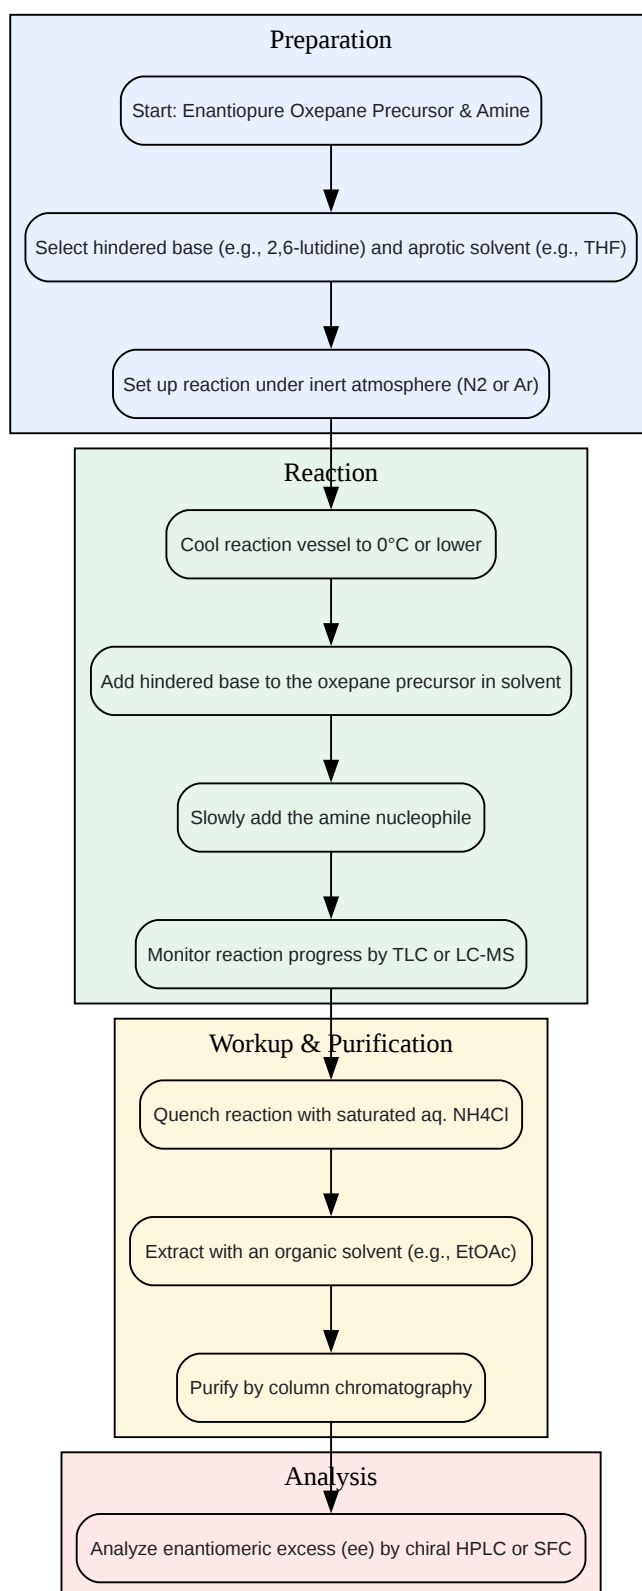 Preparation
Start: Enantiopure Oxepane Precursor & Amine
Select hindered base (e.g., 2,6-lutidine) and aprotic solvent (e.g., THF)
Set up reaction under inert atmosphere (N2 or Ar)
Reaction
Cool reaction vessel to 0°C or lower
Add hindered base to the oxepane precursor in solvent
Slowly add the amine nucleophile
Monitor reaction progress by TLC or LC-MS
Workup & Purification
Quench reaction with saturated aq. NH4Cl
Extract with an organic solvent (e.g., EtOAc)
Purify by column chromatography
Analysis
Analyze enantiomeric excess (ee) by chiral HPLC or SFC